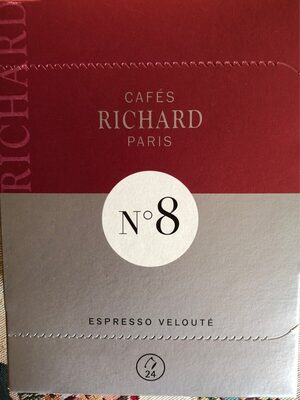 RICHARD
CAFÉS
RICHARD
PARIS
N°8
ESPRESSO VELOUTÉ
24